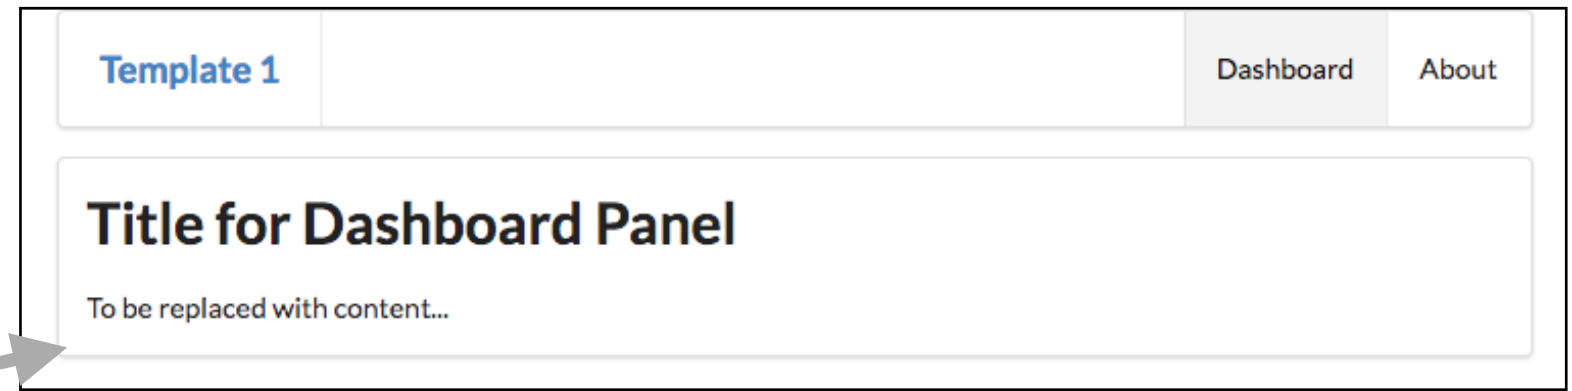 Template 1
Dashboard
About
Title for Dashboard Panel
To be replaced with content...